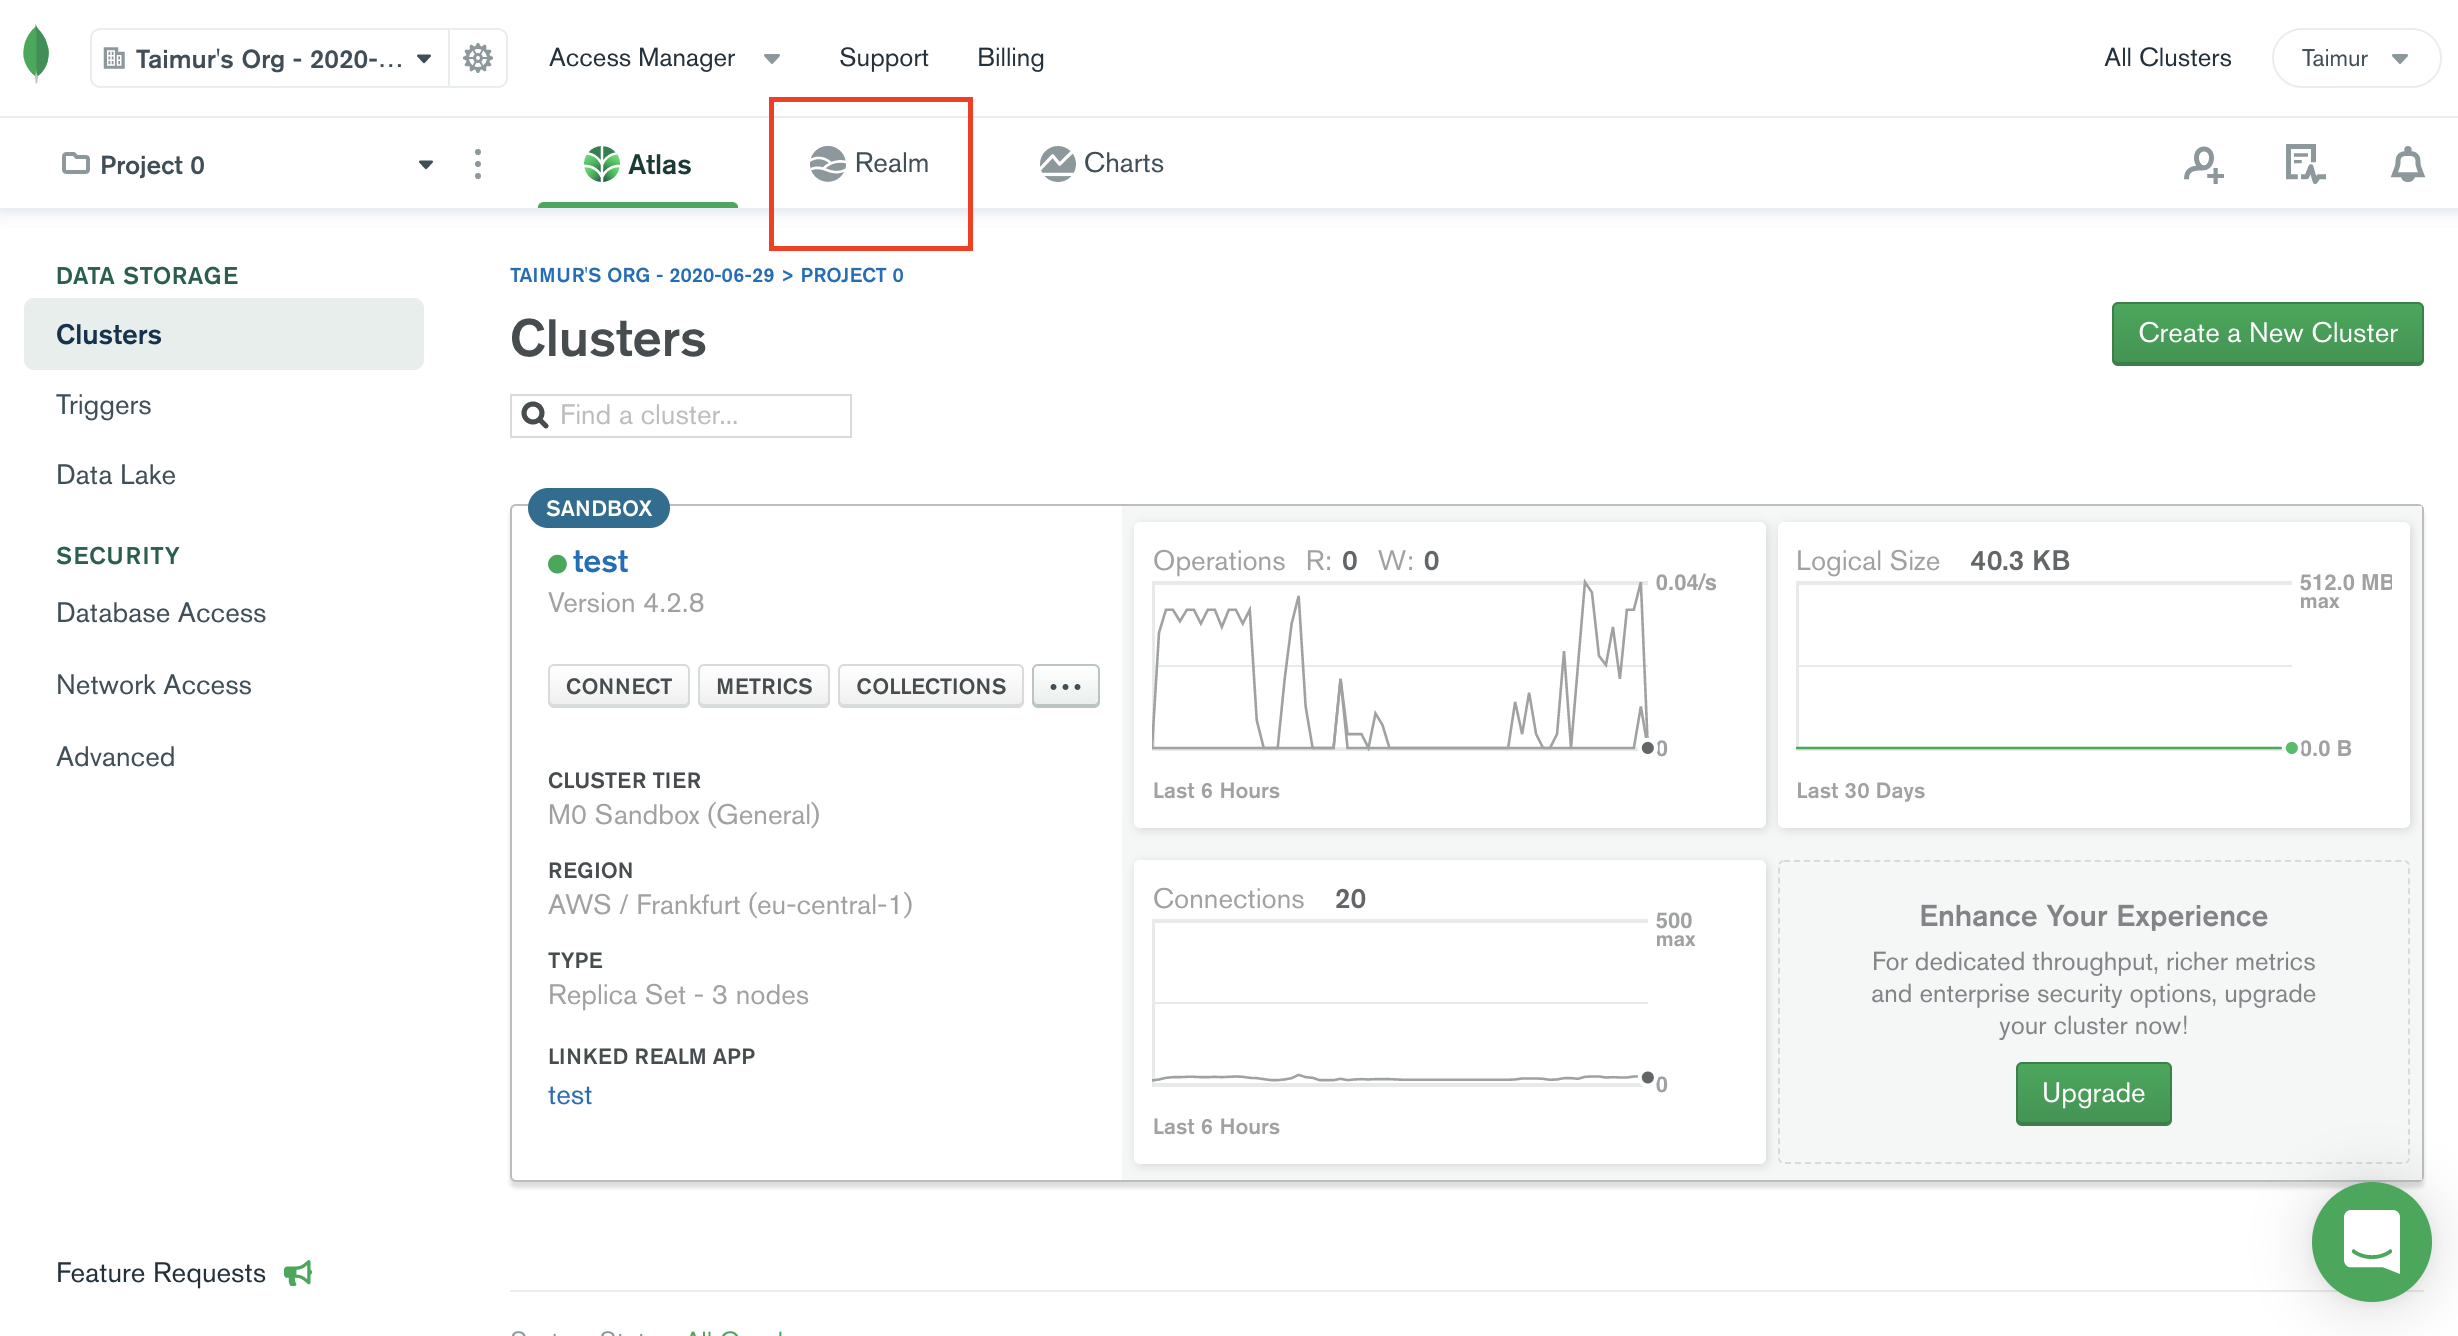 Taimur's Org - 2020-...
Access Manager
Support
Billing
All Clusters
Taimur
Project 0
Atlas
Realm
Charts
DATA STORAGE
Clusters
Triggers
Data Lake
SECURITY
Database Access
Network Access
Advanced
Feature Requests
TAIMUR'S ORG - 2020-06-29 > PROJECT 0
Clusters
Create a New Cluster
Find a cluster...
SANDBOX
test
Version 4.2.8
CONNECT
METRICS
COLLECTIONS
...
CLUSTER TIER
M0 Sandbox (General)
REGION
AWS / Frankfurt (eu-central-1)
TYPE
Replica Set - 3 nodes
LINKED REALM APP
test
Operations R: 0 W: 0
0.04/s
0
Last 6 Hours
Logical Size 40.3 KB
512.0 MB
max
0.0 B
Last 30 Days
Connections 20
500
max
0
Last 6 Hours
Enhance Your Experience
For dedicated throughput, richer metrics
and enterprise security options, upgrade
your cluster now!
Upgrade